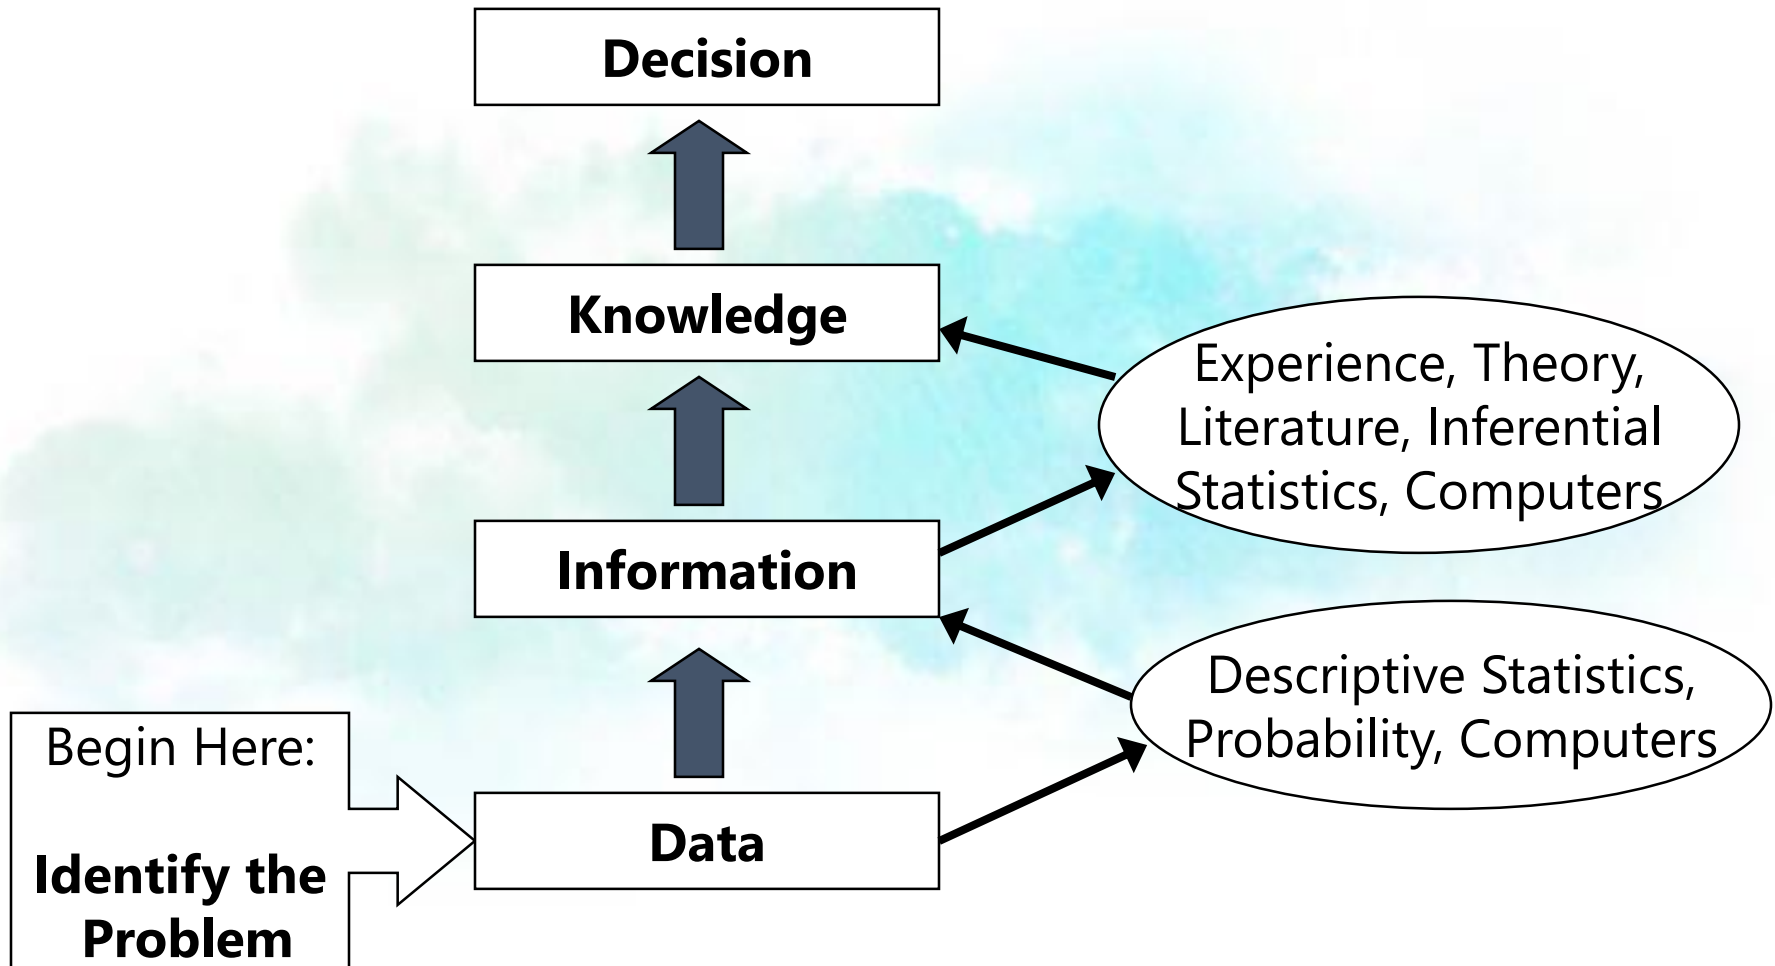 Decision
Knowledge
Experience, Theory,
Literature, Inferential
Statistics, Computers
Information
Descriptive Statistics,
Probability, Computers
Begin Here:
Identify the
Problem
Data